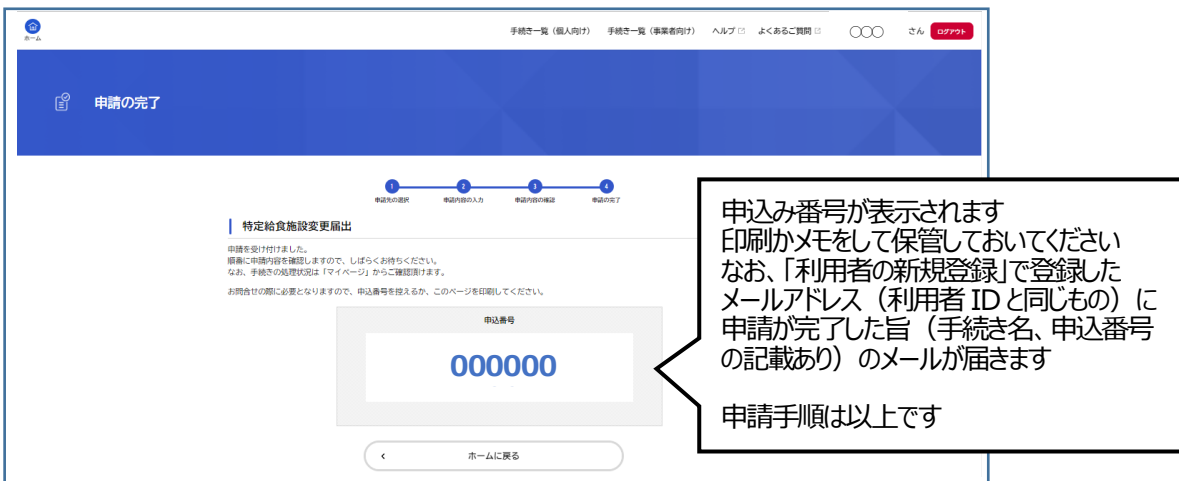 ホーム
手続き一覧（個人向け） 手続き一覧（事業者向け） ヘルプ よくあるご質問 〇〇〇 さん ログアウト
申請の完了
1 2 3 4
申請先の選択 申請内容の入力 申請内容の確認 申請の完了
特定給食施設変更届出
申請を受け付けました。
順番に申請内容を確認しますので、しばらくお待ちください。
なお、手続きの処理状況は「マイページ」からご確認頂けます。
お問合せの際に必要となりますので、申込番号を控えるか、このページを印刷してください。
申込番号
000000
ホームに戻る
申込み番号が表示されます
印刷かメモをして保管しておいてください
なお、「利用者の新規登録」で登録した
メールアドレス（利用者 ID と同じもの）に
申請が完了した旨（手続き名、申込番号
の記載あり）のメールが届きます
申請手順は以上です